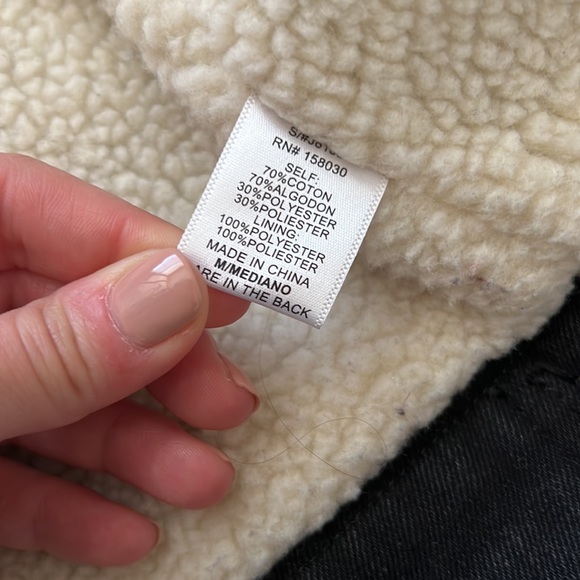 RN# 158030
SELF:
70%COTON
70%ALGODON
30%POLYESTER
30%POLIESTER
LINING:
100%POLYESTER
100%POLIESTER
MADE IN CHINA
M/MEDIANO
ARE IN THE BACK